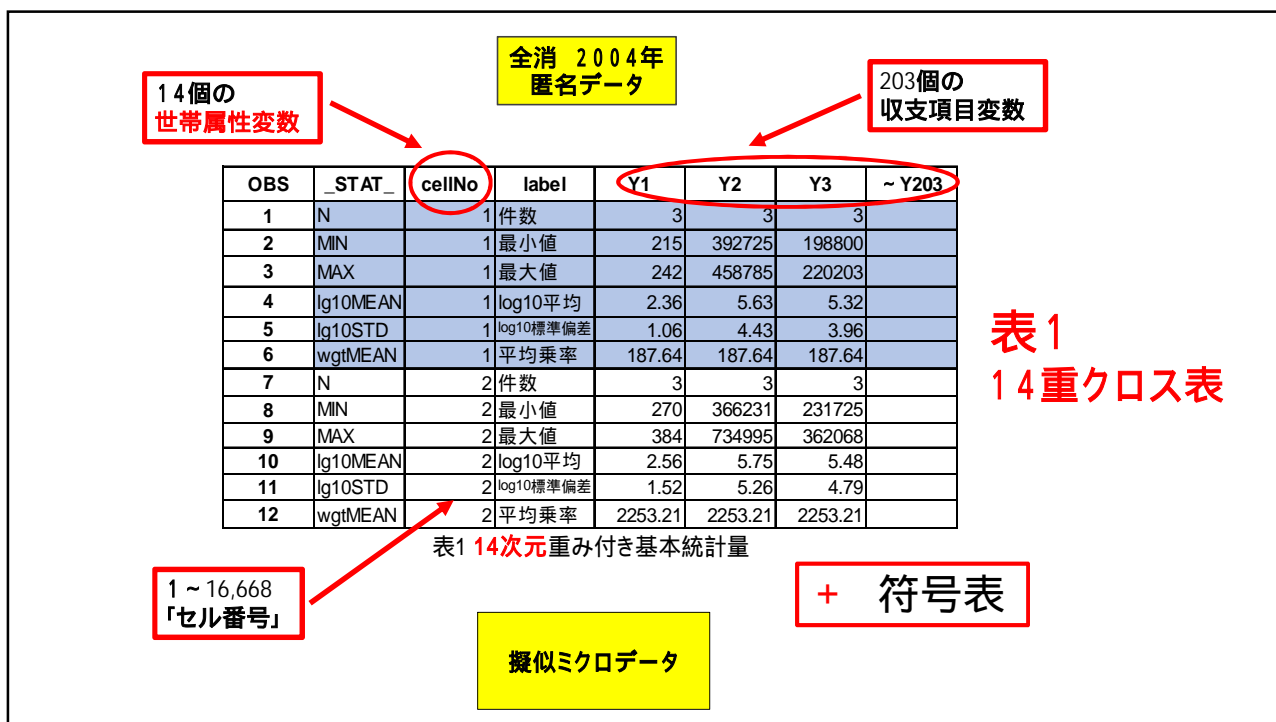 全消 2004年
匿名データ
14個の
世帯属性変数
203個の
収支項目変数
OBS _STAT_ cellNo label Y1 Y2 Y3 ~ Y203
1 N 1 件数 3 3 3
2 MIN 1 最小値 215 392725 198800
3 MAX 1 最大値 242 458785 220203
4 lg10MEAN 1 log10平均 2.36 5.63 5.32
5 lg10STD 1 log10標準偏差 1.06 4.43 3.96
6 wgtMEAN 1 平均乗率 187.64 187.64 187.64
7 N 2 件数 3 3 3
8 MIN 2 最小値 270 366231 231725
9 MAX 2 最大値 384 734995 362068
10 lg10MEAN 2 log10平均 2.56 5.75 5.48
11 lg10STD 2 log10標準偏差 1.52 5.26 4.79
12 wgtMEAN 2 平均乗率 2253.21 2253.21 2253.21
表1
14重クロス表
表1 14次元重み付き基本統計量
1 ~ 16,668
「セル番号」
+ 符号表
擬似ミクロデータ